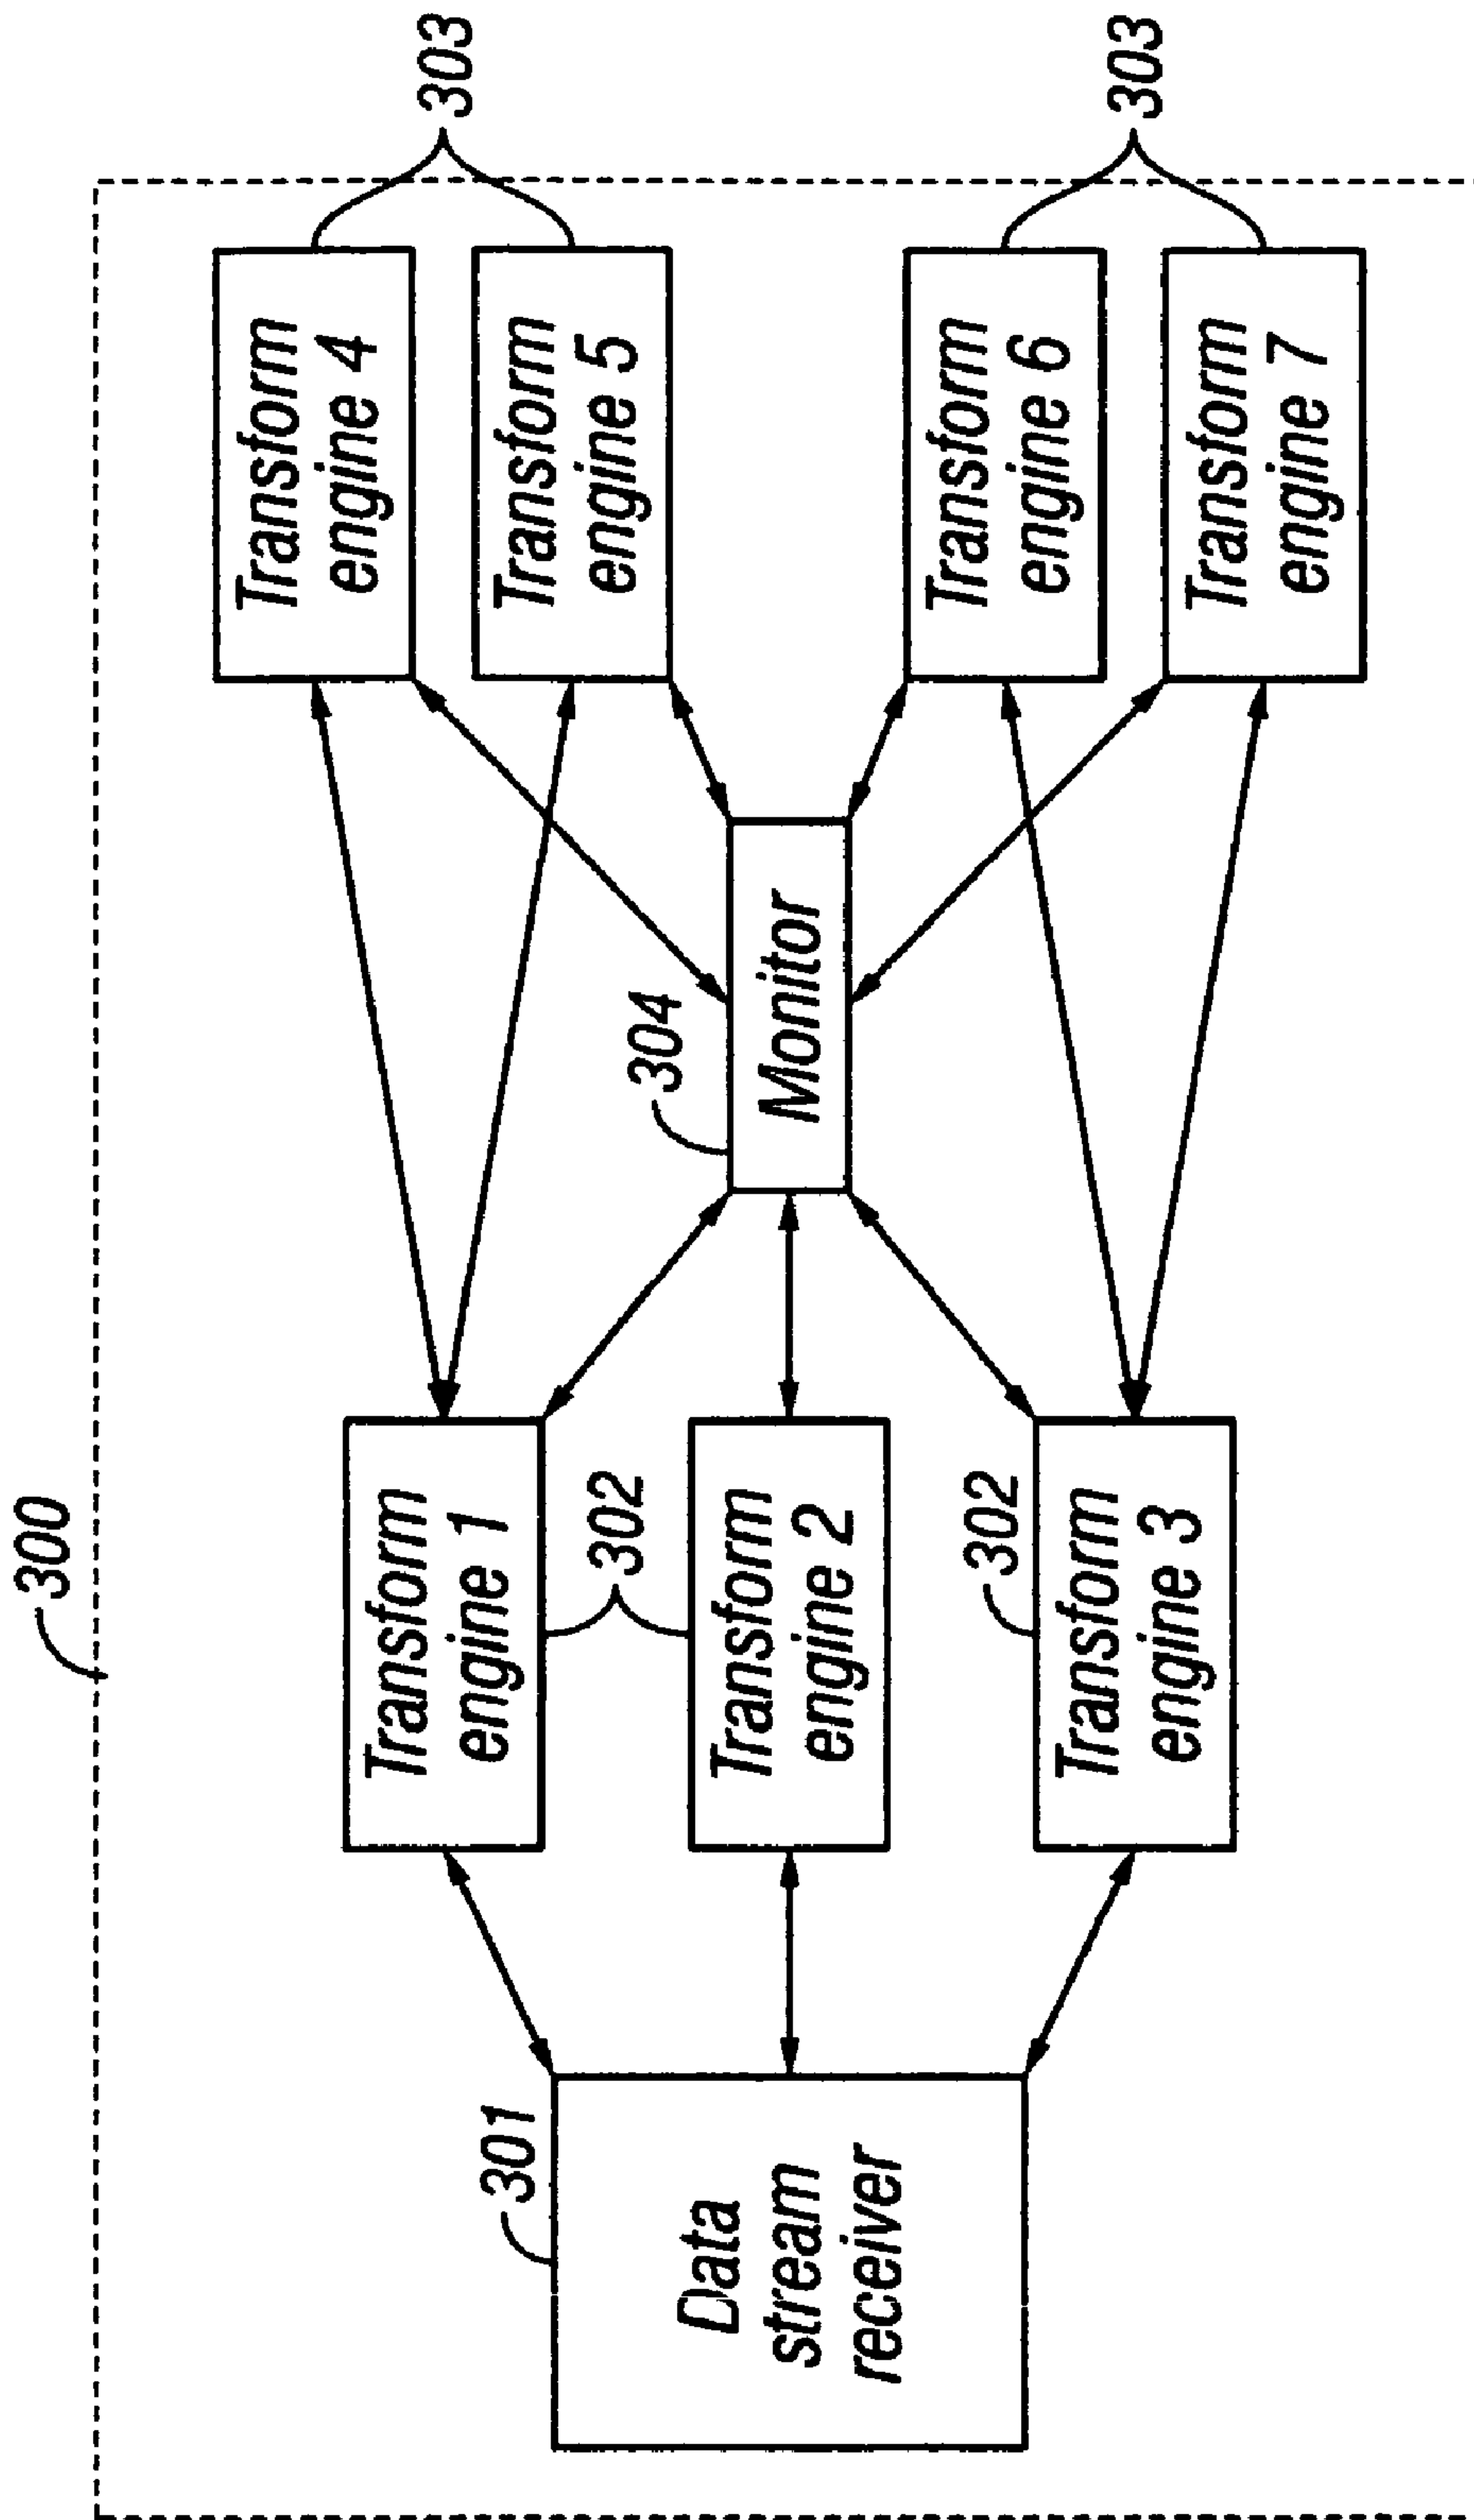 300
301
Data
stream
receiver
Transform
engine 1
302
Transform
engine 2
302
Transform
engine 3
304
Monitor
Transform
engine 4
Transform
engine 5
303
Transform
engine 6
Transform
engine 7
303